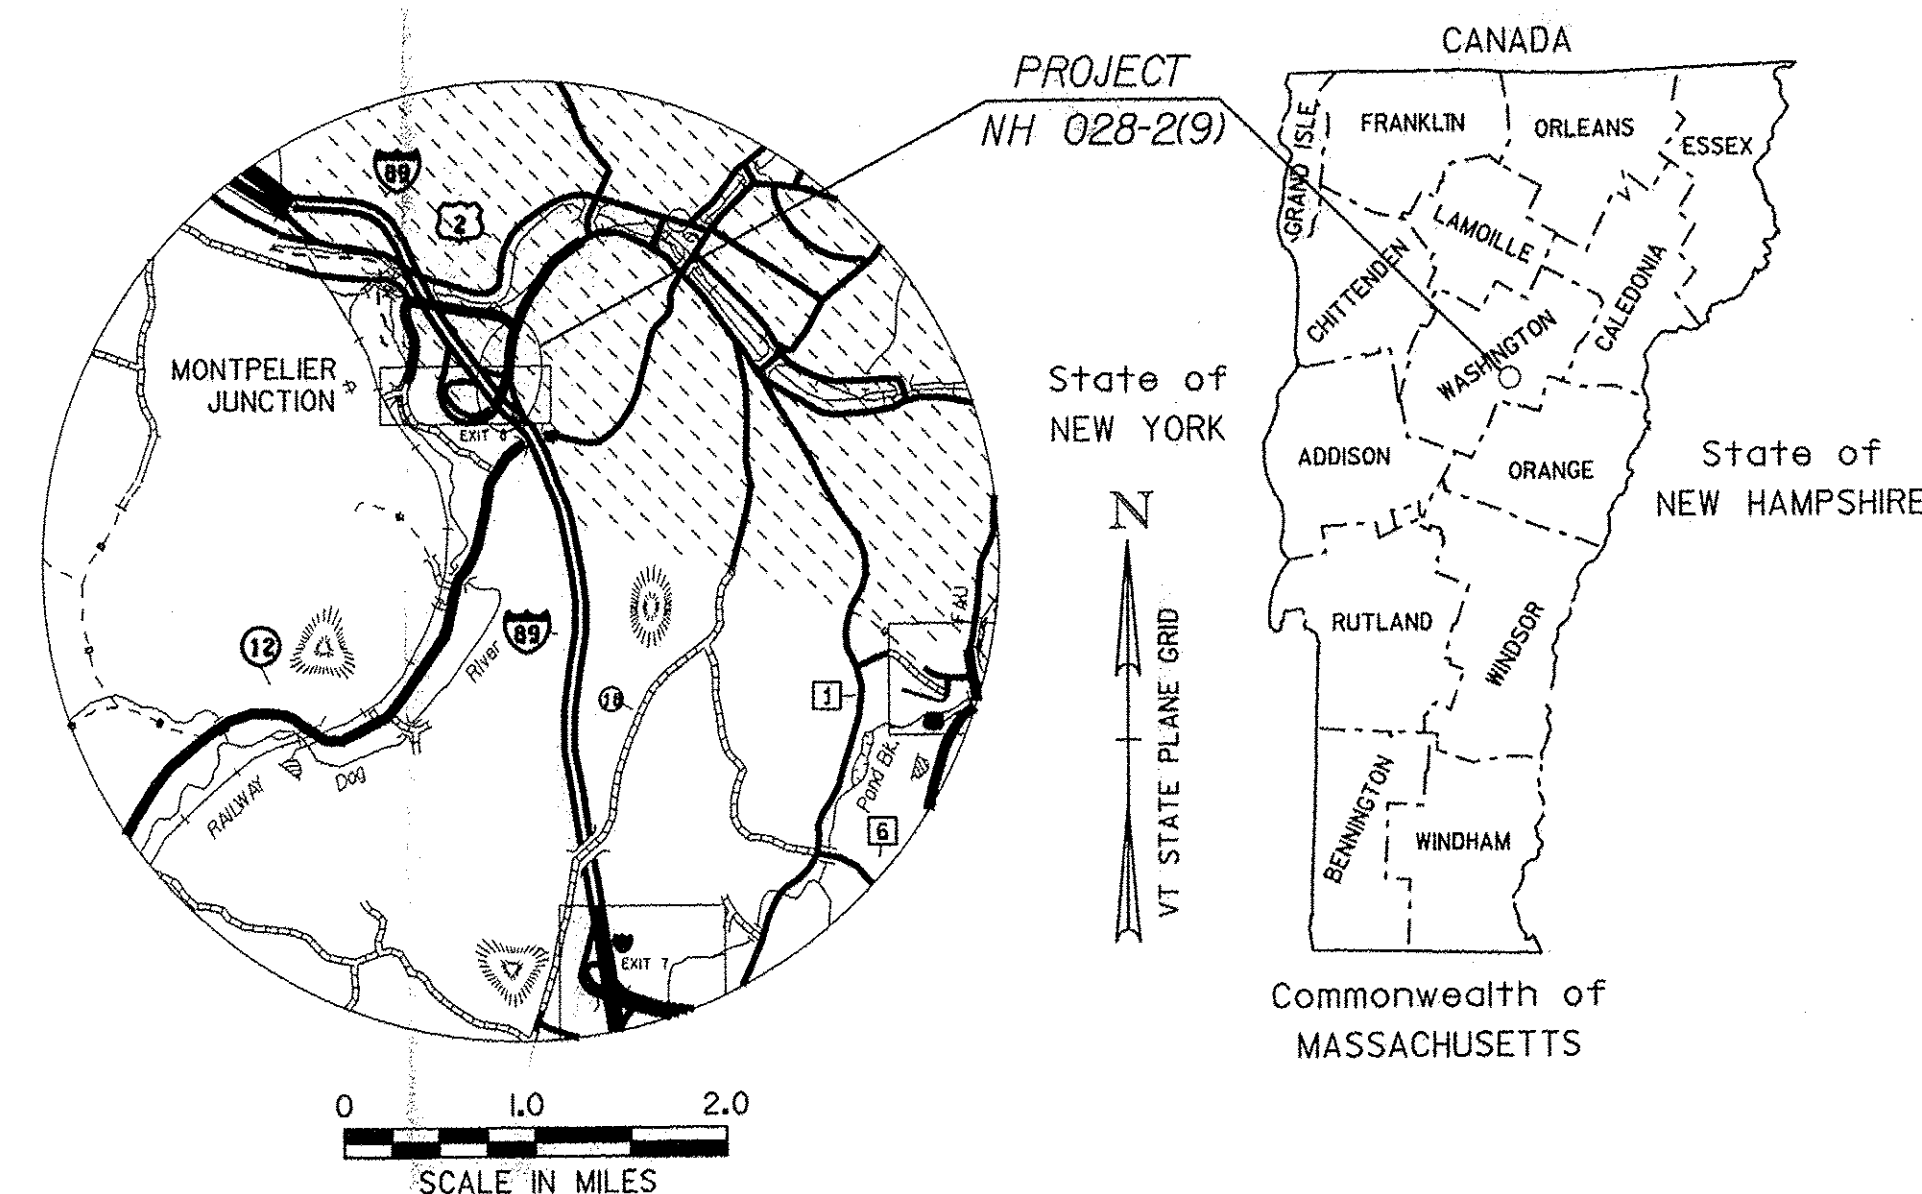 CANADA
PROJECT
NH 028-2(9)
GRAND ISLE
FRANKLIN
ORLEANS
ESSEX
LAMOILLE
CHITTENDEN
CALEDONIA
WASHINGTON
ADDISON
ORANGE
RUTLAND
WINDSOR
BENNINGTON
WINDHAM
State of
NEW YORK
State of
NEW HAMPSHIRE
Commonwealth of
MASSACHUSETTS
N
VT STATE PLANE GRID
89
2
MONTPELIER
JUNCTION
EXIT 8
12
89
River
FAU
1
Dog
RAILWAY
Pond Bk.
6
EXIT 7
0 1.0 2.0
SCALE IN MILES